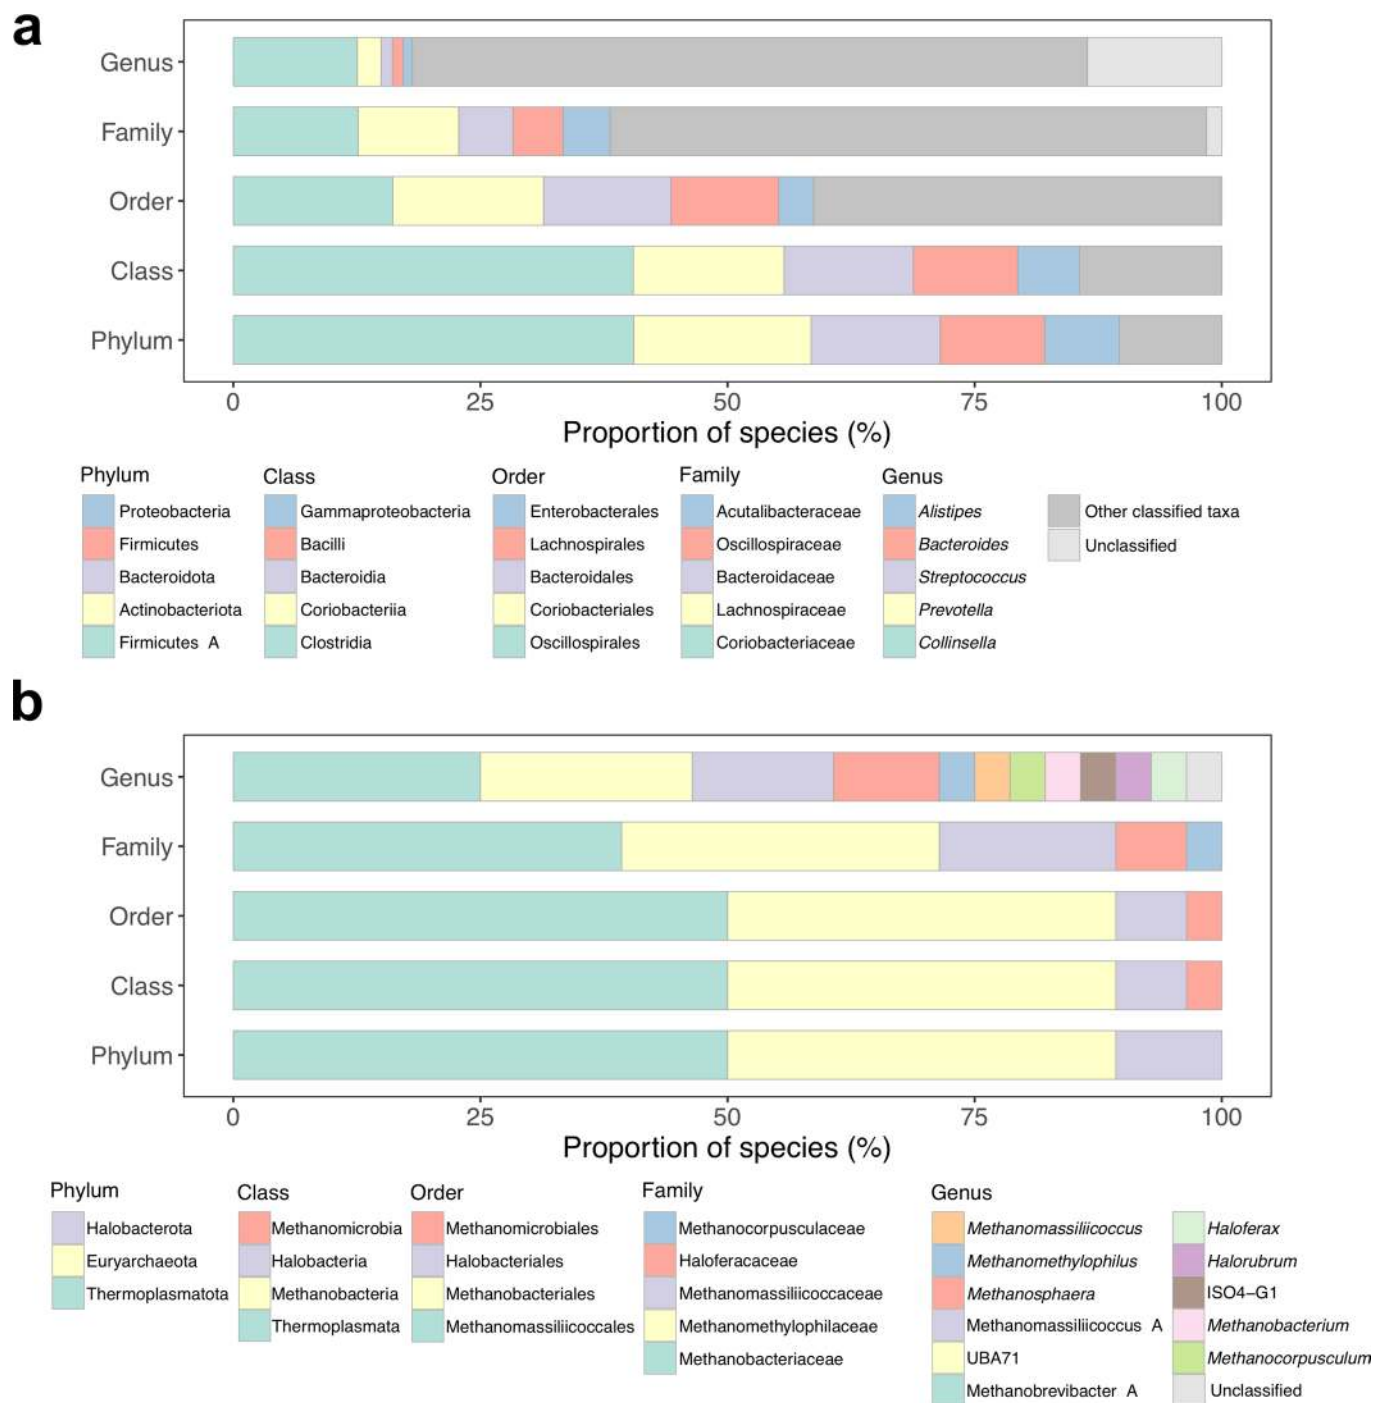 a
Genus
Family
Order
Class
Phylum
0 25 50 75 100
Proportion of species (%)
Phylum Class Order Family Genus
Proteobacteria Gammaproteobacteria Enterobacterales Acutalibacteraceae Alistipes Other classified taxa
Firmicutes Bacilli Lachnospirales Oscillospiraceae Bacteroides Unclassified
Bacteroidota Bacteroidia Bacteroidales Bacteroidaceae Streptococcus
Actinobacteriota Coriobacteriia Coriobacteriales Lachnospiraceae Prevotella
Firmicutes A Clostridia Oscillospirales Coriobacteriaceae Collinsella
b
Genus
Family
Order
Class
Phylum
0 25 50 75 100
Proportion of species (%)
Phylum Class Order Family Genus
Halobacterota Methanomicrobia Methanomicrobiales Methanocorpusculaceae Methanomassiliicoccus Haloferax
Euryarchaeota Halobacteria Halobacteriales Haloferacaceae Methanomethylophilus Halorubrum
Thermoplasmatota Methanobacteria Methanobacteriales Methanomassiliicoccaceae Methanosphaera ISO4-G1
Thermoplasmata Methanomassiliicoccales Methanomethylophilaceae Methanomassiliicoccus A Methanobacterium
Methanobacteriaceae UBA71 Methanocorpusculum
Methanobrevibacter A Unclassified